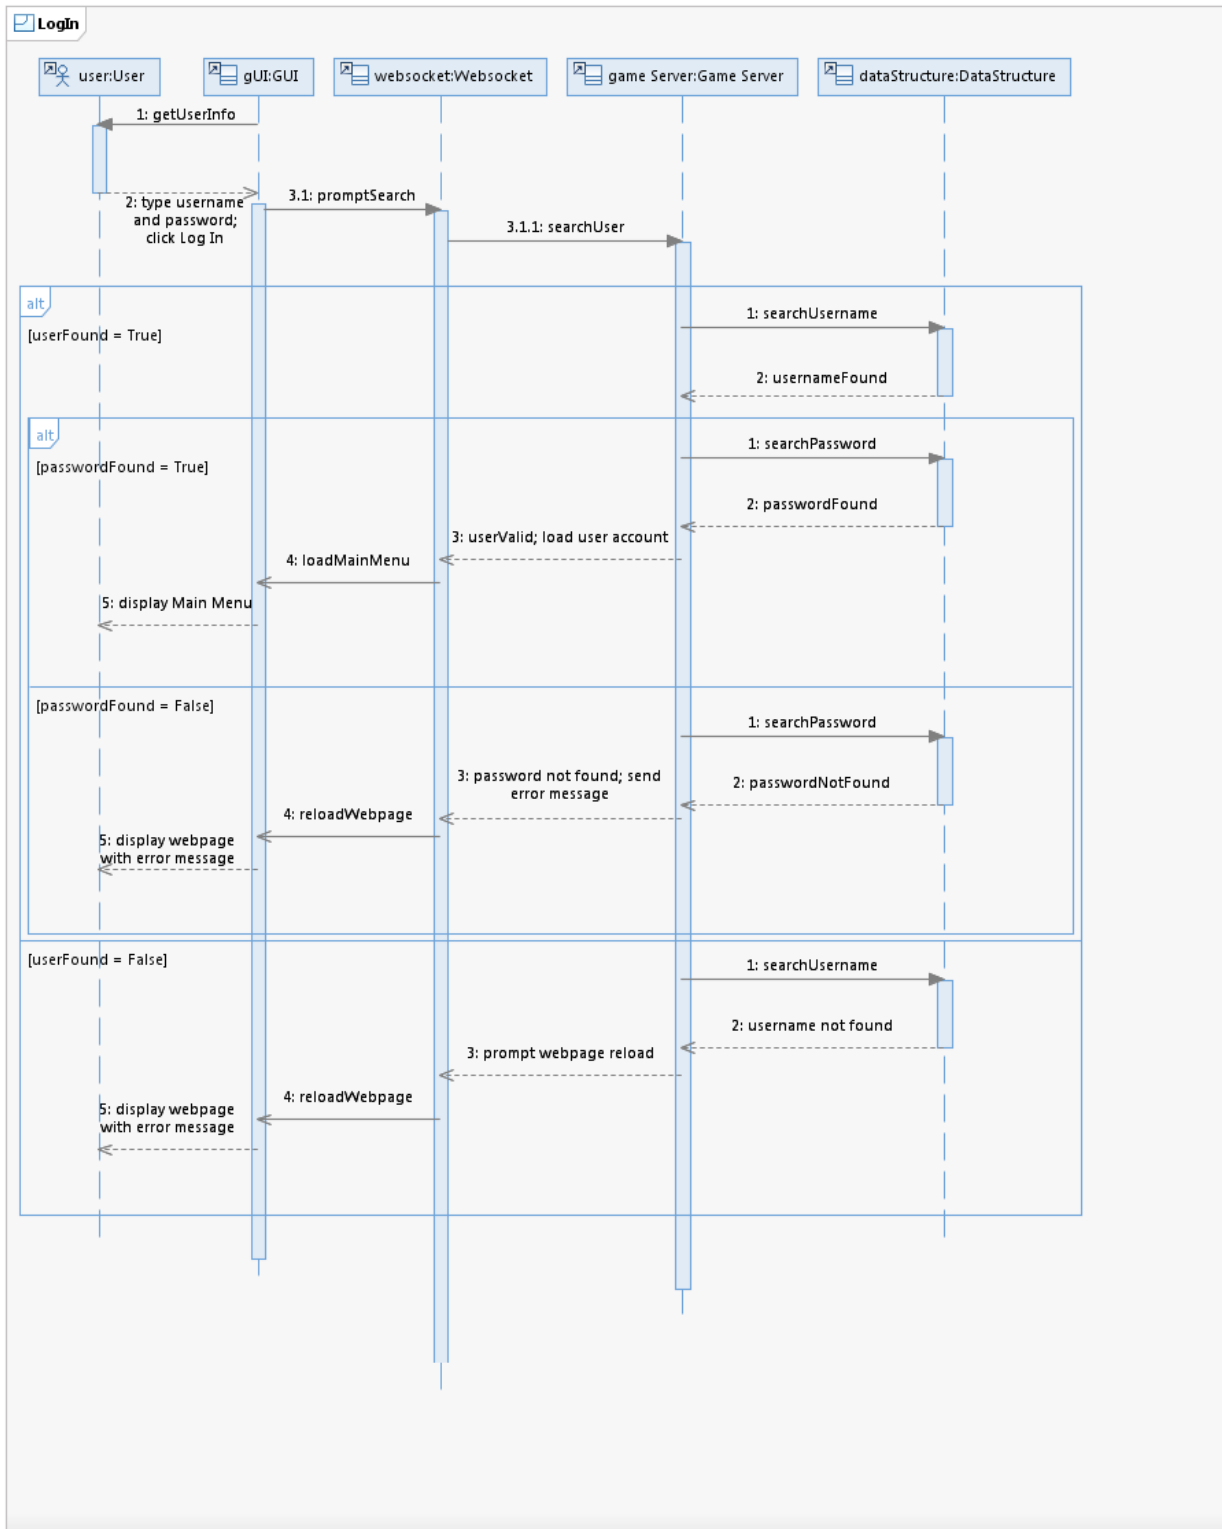 LogIn
user:User
gUI:GUI
websocket:Websocket
game Server:Game Server
dataStructure:DataStructure
1: getUserInfo
2: type username
and password;
click Log In
3.1: promptSearch
3.1.1: searchUser
alt
[userFound = True]
1: searchUsername
2: usernameFound
alt
[passwordFound = True]
1: searchPassword
2: passwordFound
3: userValid; load user account
4: loadMainMenu
5: display Main Menu
[passwordFound = False]
1: searchPassword
2: passwordNotFound
3: password not found; send
error message
4: reloadWebpage
5: display webpage
with error message
[userFound = False]
1: searchUsername
2: username not found
3: prompt webpage reload
4: reloadWebpage
5: display webpage
with error message